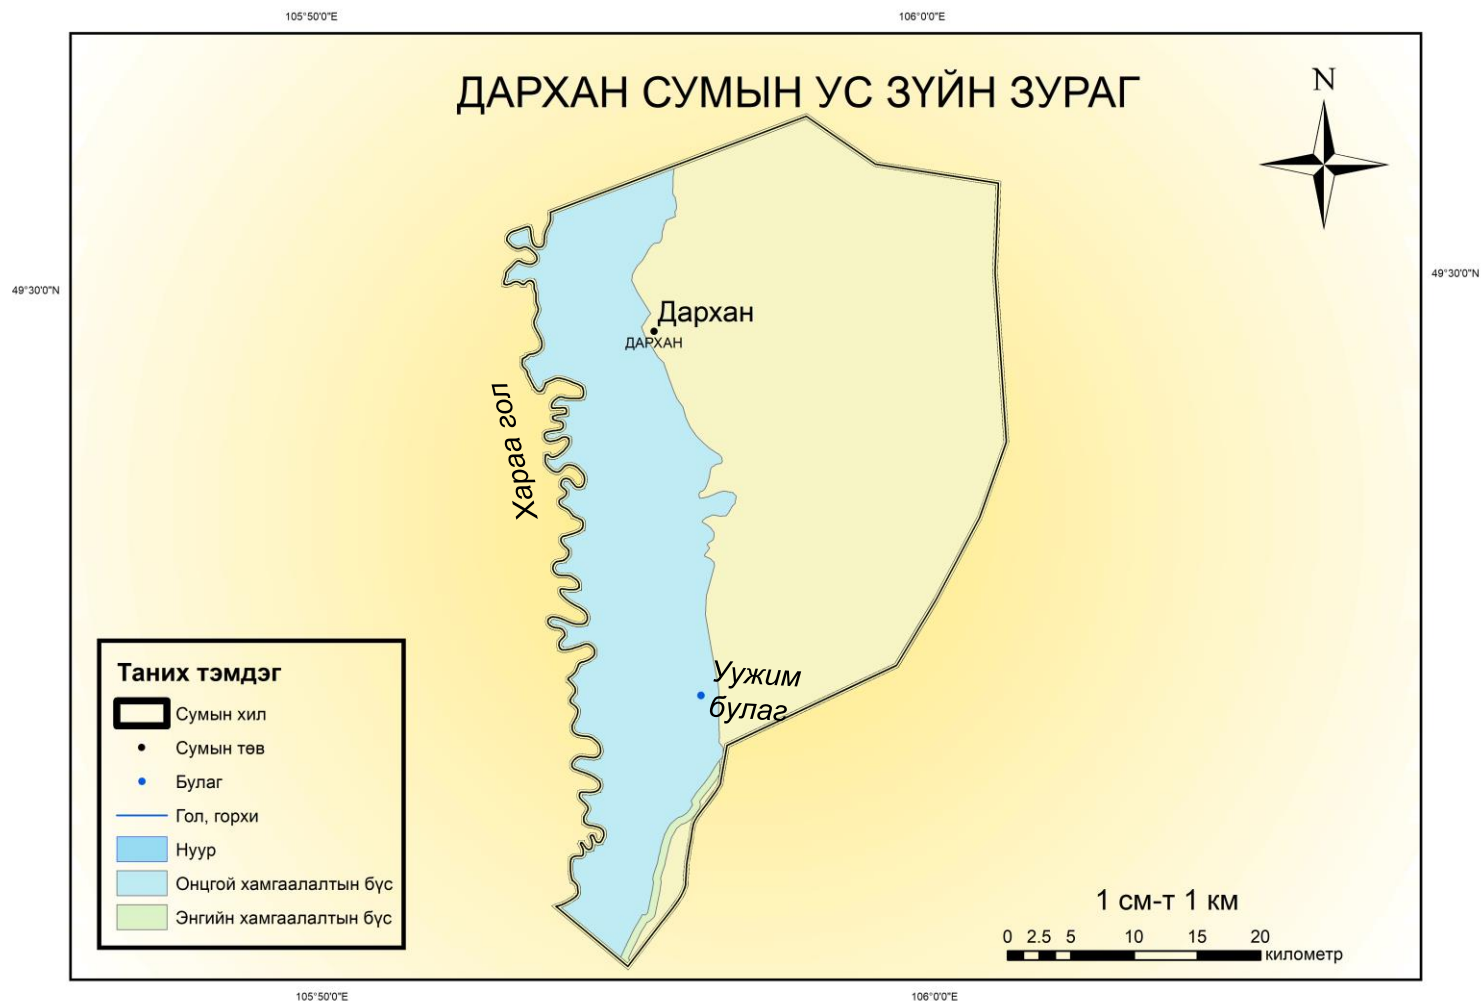 105°50'0"E
106°0'0"E
ДАРХАН СУМЫН УС ЗҮЙН ЗУРАГ
N
49°30'0"N
49°30'0"N
Дархан
ДАРХАН
Хараа гол
Уужим
булаг
Таних тэмдэг
Сумын хил
Сумын төв
Булаг
Гол, горхи
Нуур
Онцгой хамгаалалтын бүс
Энгийн хамгаалалтын бүс
1 см-т 1 км
0 2.5 5 10 15 20
километр
105°50'0"E
106°0'0"E